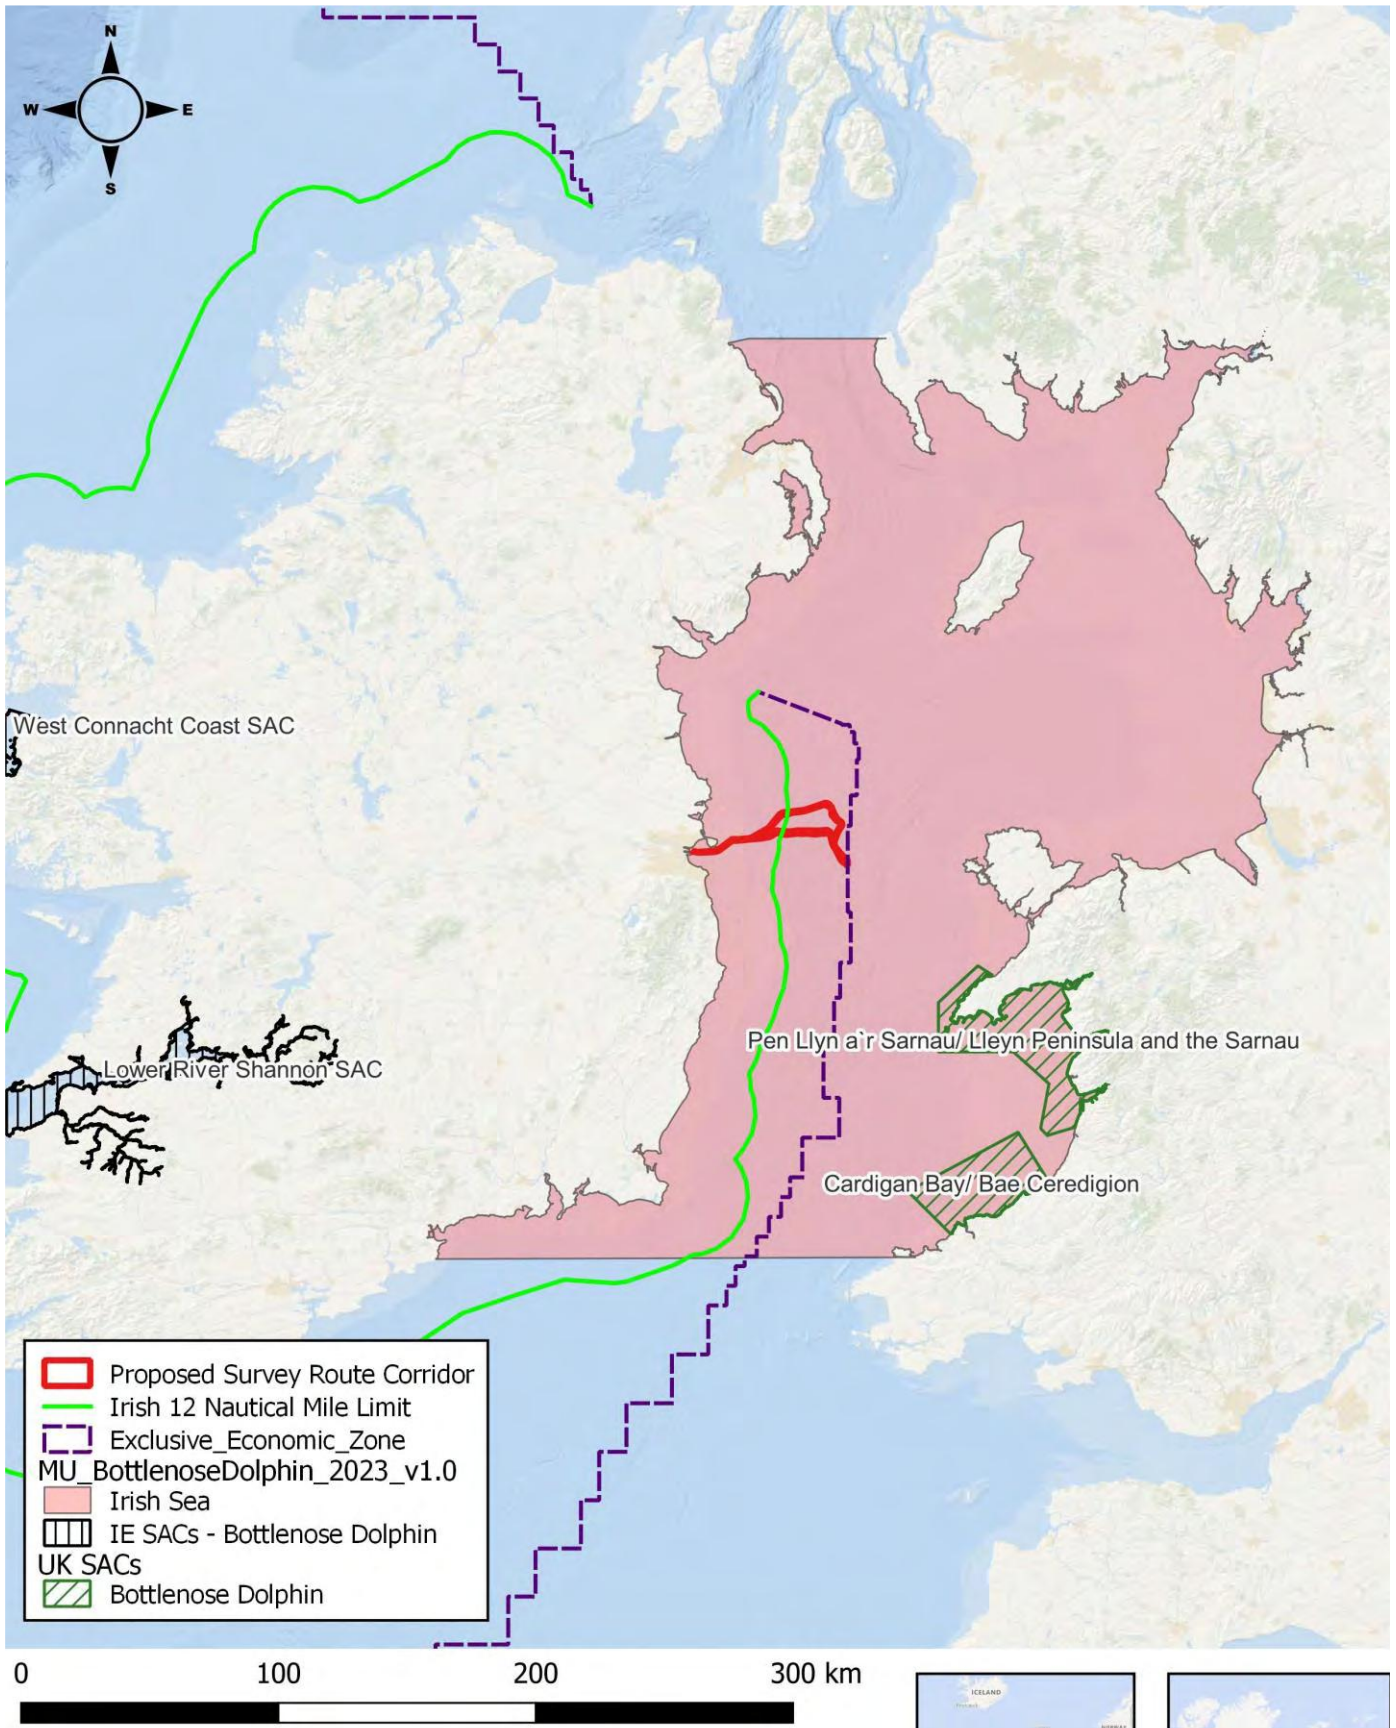 N
W
E
S
West Connacht Coast SAC
Pen Llyn a`r Sarnau/ Lleyn Peninsula and the Sarnau
Lower River Shannon SAC
Cardigan Bay/ Bae Ceredigion
Proposed Survey Route Corridor
Irish 12 Nautical Mile Limit
Exclusive_Economic_Zone
MU_BottlenoseDolphin_2023_v1.0
Irish Sea
IE SACs - Bottlenose Dolphin
UK SACs
Bottlenose Dolphin
0 100 200 300 km
ICELAND